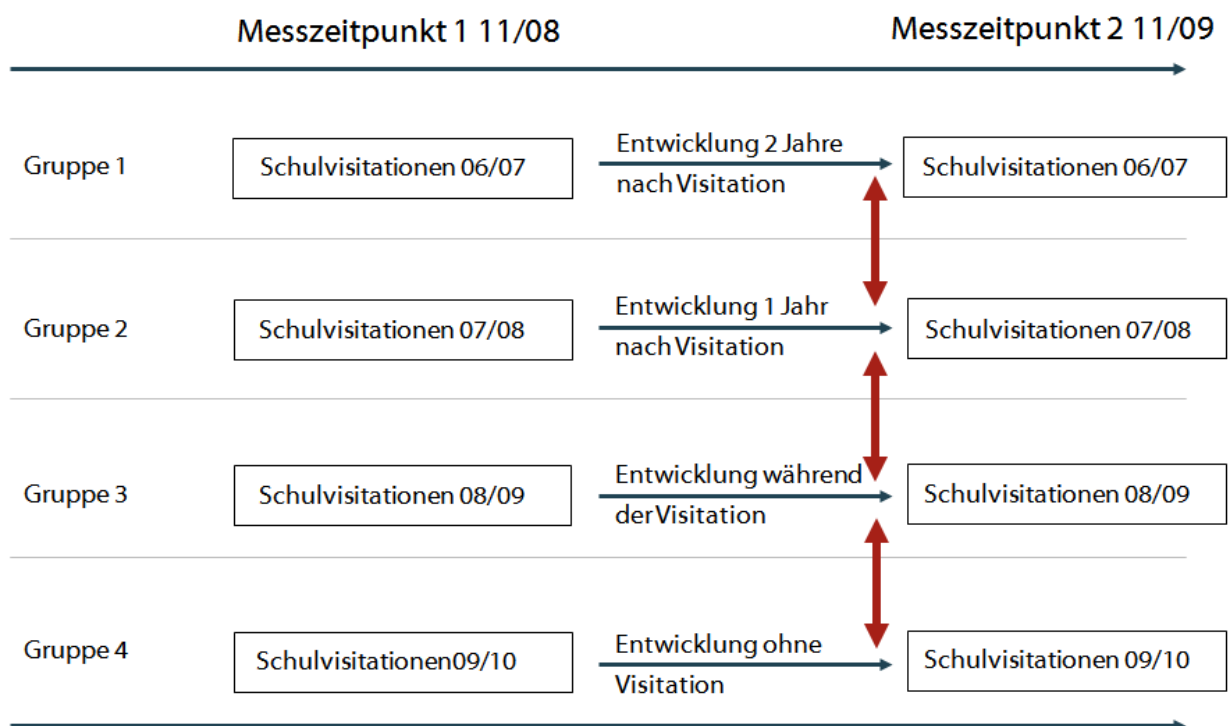 Messzeitpunkt 1 11/08
Messzeitpunkt 2 11/09
Gruppe 1
Schulvisitationen 06/07
Entwicklung 2 Jahre
nach Visitation
Schulvisitationen 06/07
Gruppe 2
Schulvisitationen 07/08
Entwicklung 1 Jahr
nach Visitation
Schulvisitationen 07/08
Gruppe 3
Schulvisitationen 08/09
Entwicklung während
der Visitation
Schulvisitationen 08/09
Gruppe 4
Schulvisitationen09/10
Entwicklung ohne
Visitation
Schulvisitationen 09/10